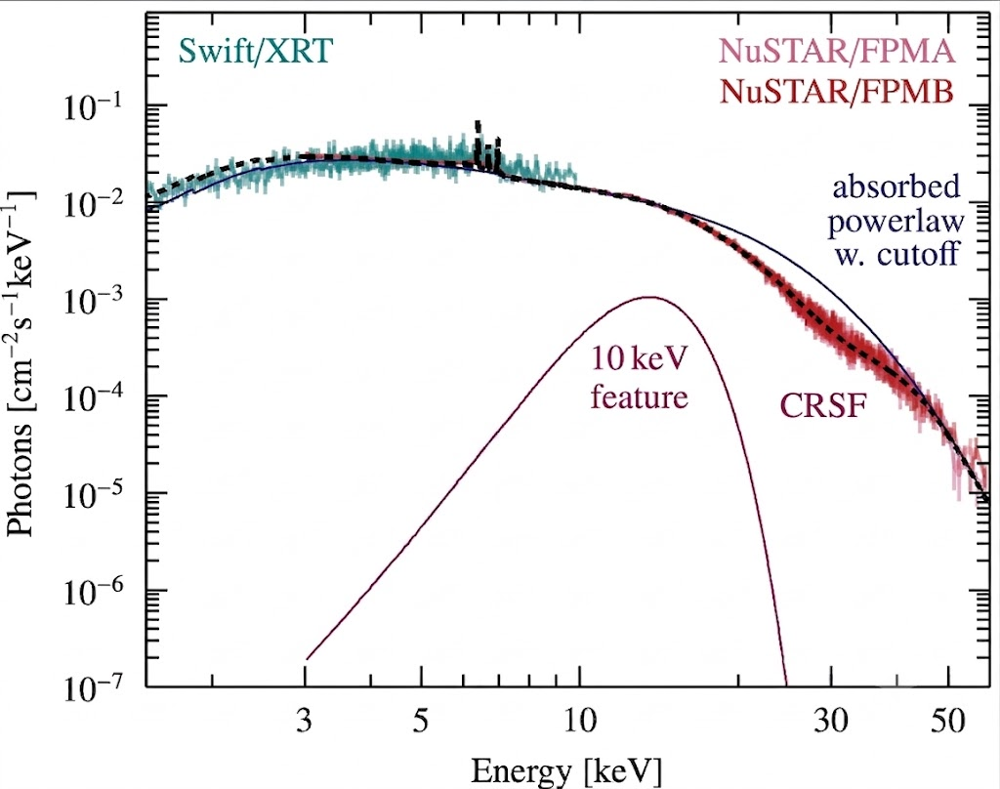 Swift/XRT
NuSTAR/FPMA
NuSTAR/FPMB
absorbed
powerlaw
w. cutoff
10 keV
feature
CRSF
Photons [cm⁻² s⁻¹ keV⁻¹]
10⁻¹
10⁻²
10⁻³
10⁻⁴
10⁻⁵
10⁻⁶
10⁻⁷
3 5 10 30 50
Energy [keV]